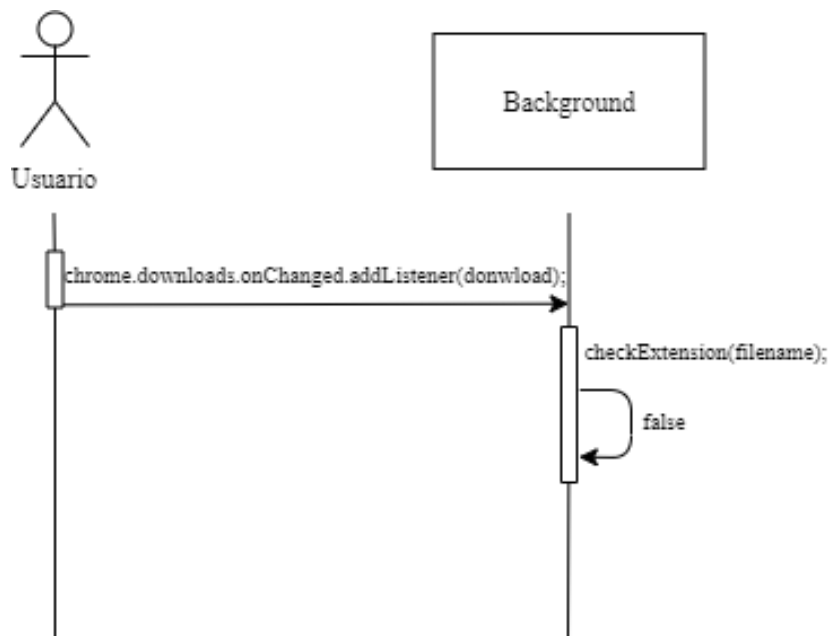 Background
Usuario
chrome.downloads.onChanged.addListener(donwload);
checkExtension(filename);
false